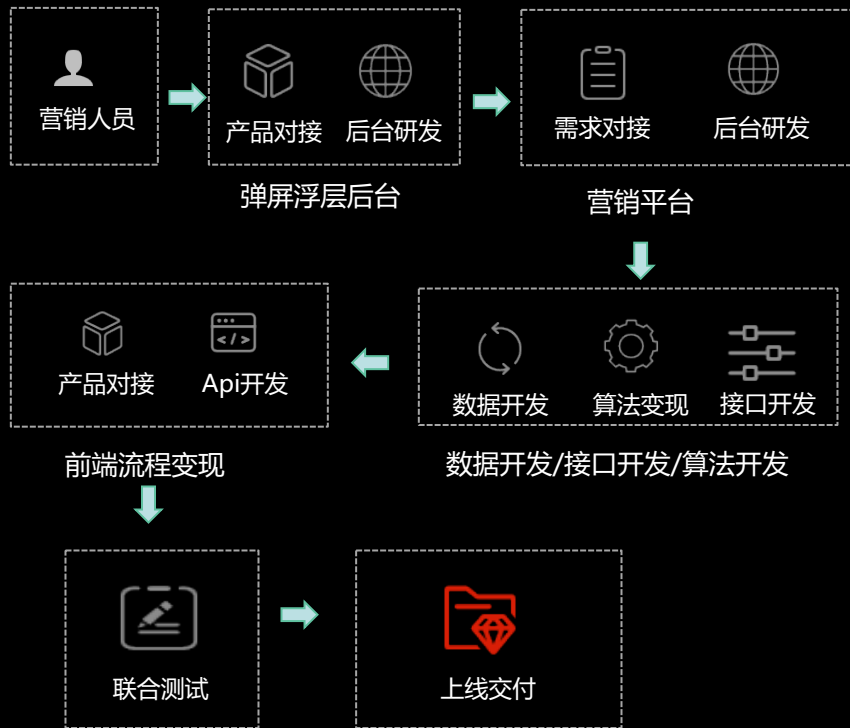 营销人员
产品对接 后台研发
需求对接 后台研发
弹屏浮层后台
营销平台
产品对接 Api开发
数据开发 算法变现 接口开发
前端流程变现
数据开发/接口开发/算法开发
联合测试
上线交付